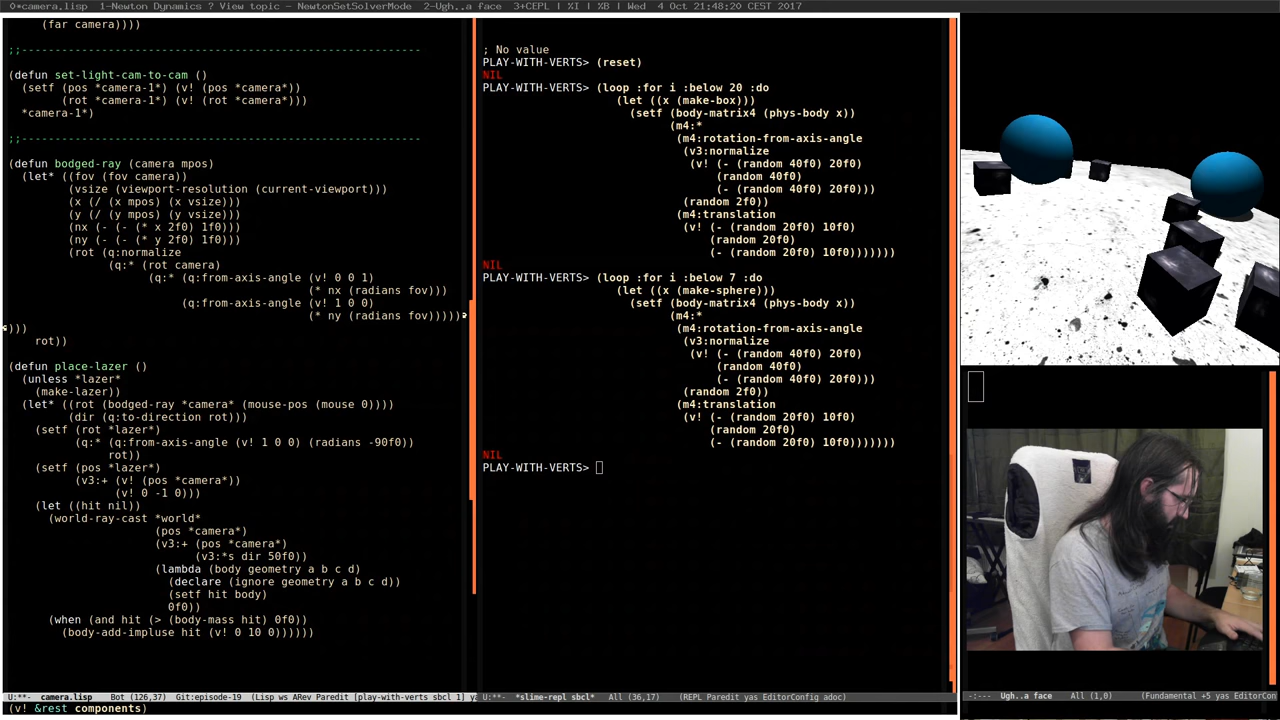 0*camera.lisp  1-Newton Dynamics ? View topic – NewtonSetSolverMode  2-Ugh..a face  3+CEPL | %I | %B | Wed  4 Oct 21:48:20 CEST 2017
(far camera))))
;;------------------------------------------------------------
(defun set-light-cam-to-cam ()
  (setf (pos *camera-1*) (v! (pos *camera*))
        (rot *camera-1*) (v! (rot *camera*)))
  *camera-1*)
;;------------------------------------------------------------
(defun bodged-ray (camera mpos)
  (let* ((fov (fov camera))
         (vsize (viewport-resolution (current-viewport)))
         (x (/ (x mpos) (x vsize)))
         (y (/ (y mpos) (y vsize)))
         (nx (- (- (* x 2f0) 1f0)))
         (ny (- (- (* y 2f0) 1f0)))
         (rot (q:normalize
               (q:* (rot camera)
                     (q:* (q:from-axis-angle (v! 0 0 1)
                                             (* nx (radians fov)))
                          (q:from-axis-angle (v! 1 0 0)
                                             (* ny (radians fov)))))
)))
    rot))
(defun place-lazer ()
  (unless *lazer*
    (make-lazer))
  (let* ((rot (bodged-ray *camera* (mouse-pos (mouse 0))))
         (dir (q:to-direction rot)))
    (setf (rot *lazer*)
          (q:* (q:from-axis-angle (v! 1 0 0) (radians -90f0))
               rot))
    (setf (pos *lazer*)
          (v3:+ (v! (pos *camera*))
                (v! 0 -1 0)))
    (let ((hit nil))
      (world-ray-cast *world*
                      (pos *camera*)
                      (v3:+ (pos *camera*)
                            (v3:*s dir 50f0))
                      (lambda (body geometry a b c d)
                        (declare (ignore geometry a b c d))
                        (setf hit body)
                        0f0))
      (when (and hit (> (body-mass hit) 0f0))
        (body-add-impluse hit (v! 0 10 0))))))
U:**-  camera.lisp    Bot (126,37)  Git:episode-19  (Lisp ws ARev Paredit [play-with-verts sbcl 1] y
(v! &rest components)
; No value
PLAY-WITH-VERTS> (reset)
NIL
PLAY-WITH-VERTS> (loop :for i :below 20 :do
                    (let ((x (make-box)))
                      (setf (body-matrix4 (phys-body x))
                            (m4:*
                             (m4:rotation-from-axis-angle
                              (v3:normalize
                               (v! (- (random 40f0) 20f0)
                                   (random 40f0)
                                   (- (random 40f0) 20f0)))
                              (random 20f0))
                             (m4:translation
                              (v! (- (random 20f0) 10f0)
                                  (random 20f0)
                                  (- (random 20f0) 10f0)))))))
NIL
PLAY-WITH-VERTS> (loop :for i :below 7 :do
                    (let ((x (make-sphere)))
                      (setf (body-matrix4 (phys-body x))
                            (m4:*
                             (m4:rotation-from-axis-angle
                              (v3:normalize
                               (v! (- (random 40f0) 20f0)
                                   (random 40f0)
                                   (- (random 40f0) 20f0)))
                              (random 2f0))
                             (m4:translation
                              (v! (- (random 20f0) 10f0)
                                  (random 20f0)
                                  (- (random 20f0) 10f0)))))))
NIL
PLAY-WITH-VERTS>
U:**-  *slime-repl sbcl*   All (36,17)    (REPL Paredit yas EditorConfig adoc)
-:---  Ugh..a face    All (1,0)     (Fundamental +5 yas EditorCon